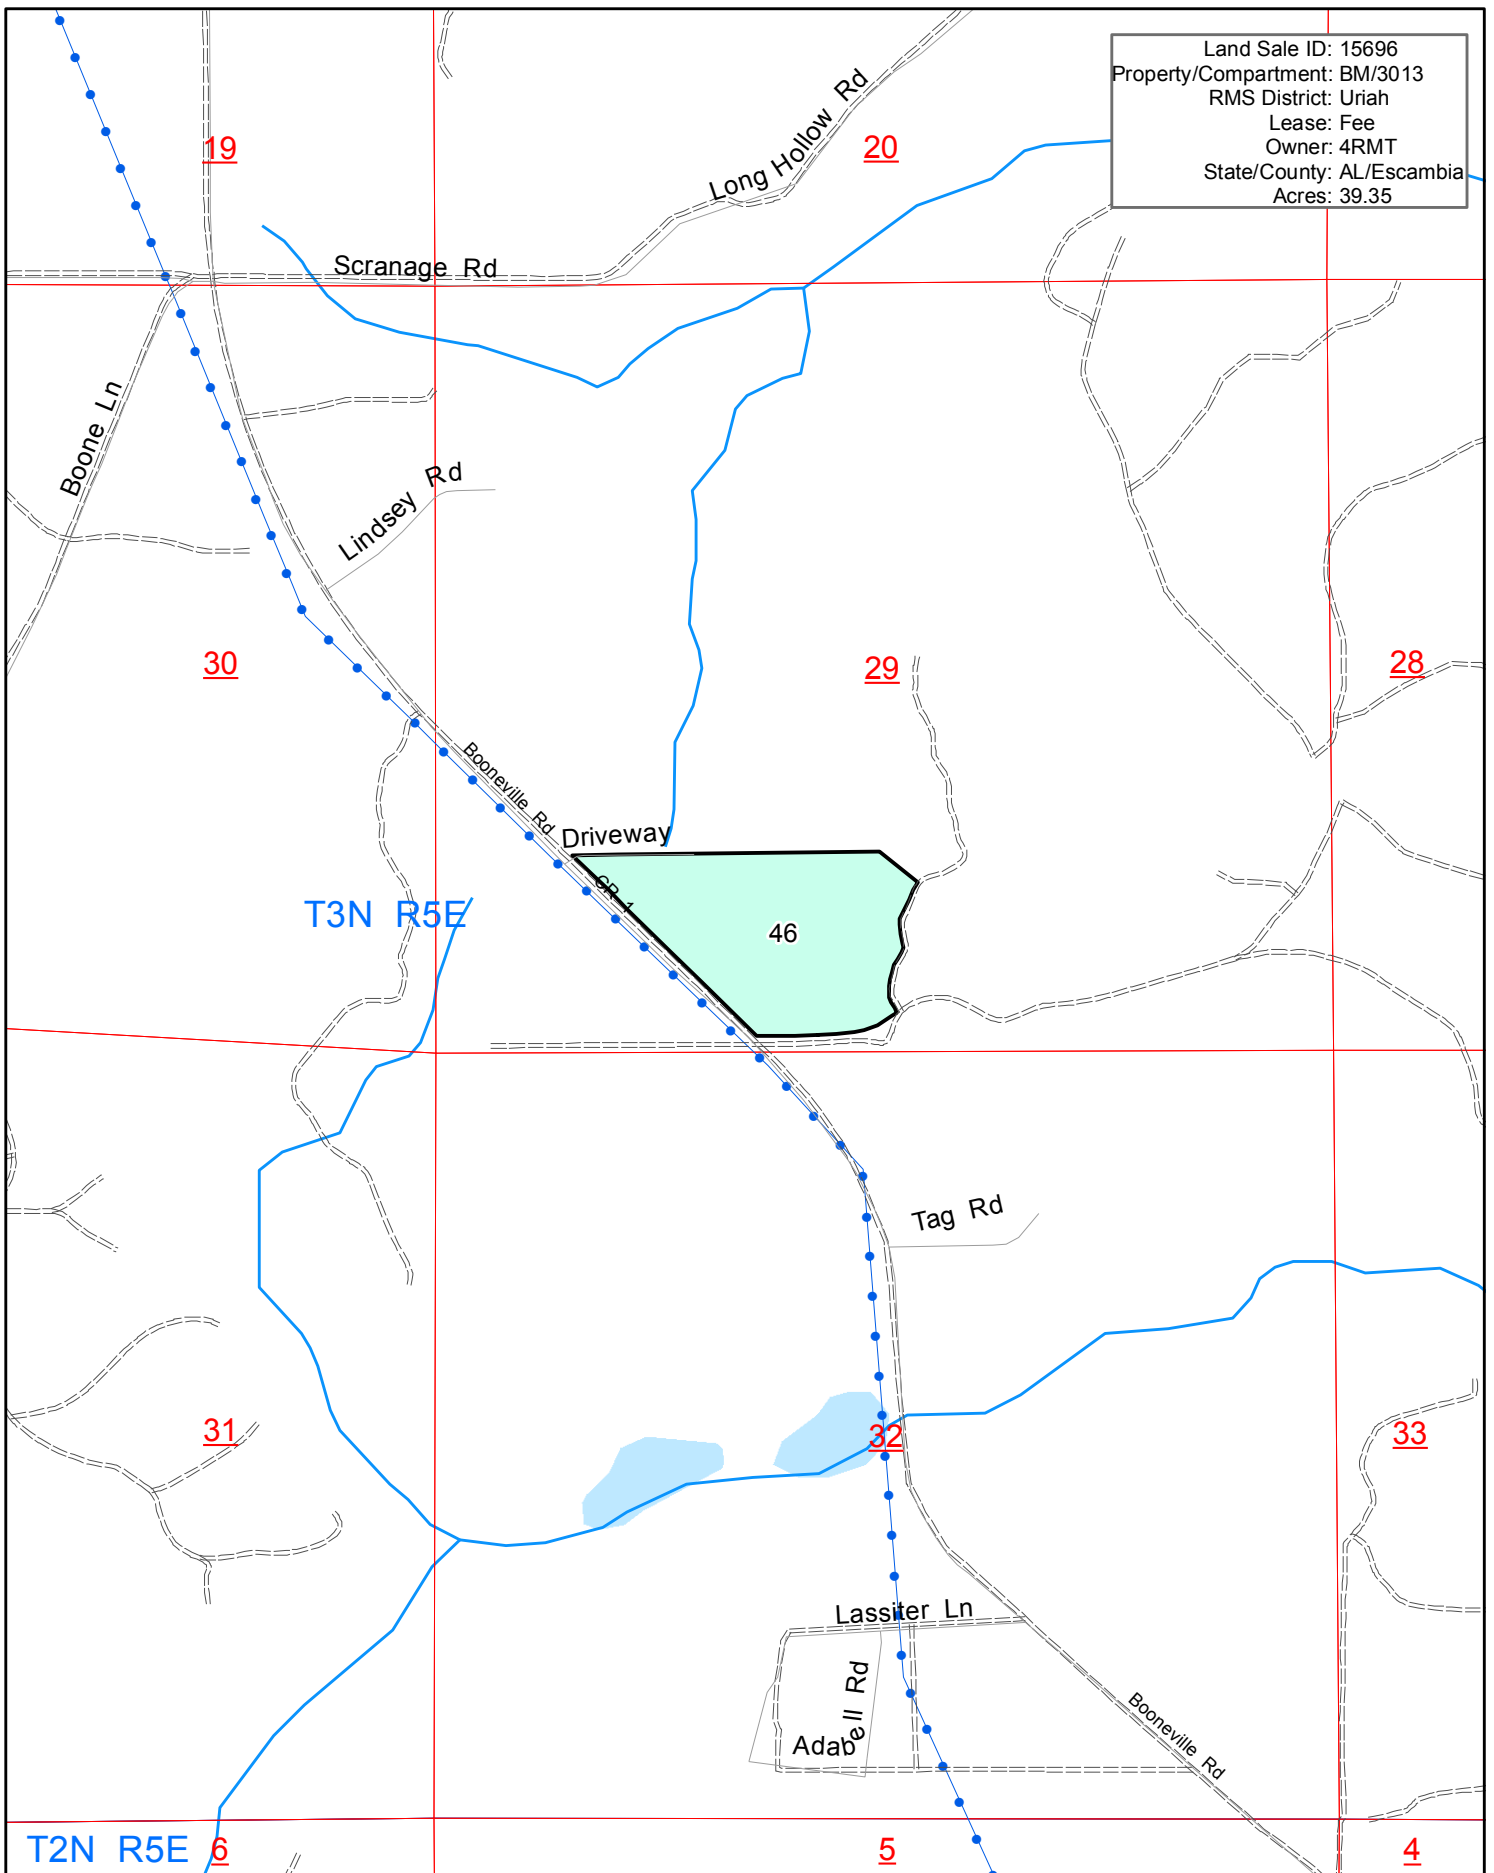 Land Sale ID: 15696
Property/Compartment: BM/3013
RMS District: Uriah
Lease: Fee
Owner: 4RMT
State/County: AL/Escambia
Acres: 39.35
19
20
Long Hollow Rd
Scranage Rd
Boone Ln
Lindsey Rd
30
29
28
Booneville Rd
Driveway
CR 1
T3N R5E
46
Tag Rd
31
32
33
Lassiter Ln
Adabell Rd
Booneville Rd
T2N R5E
6
5
4